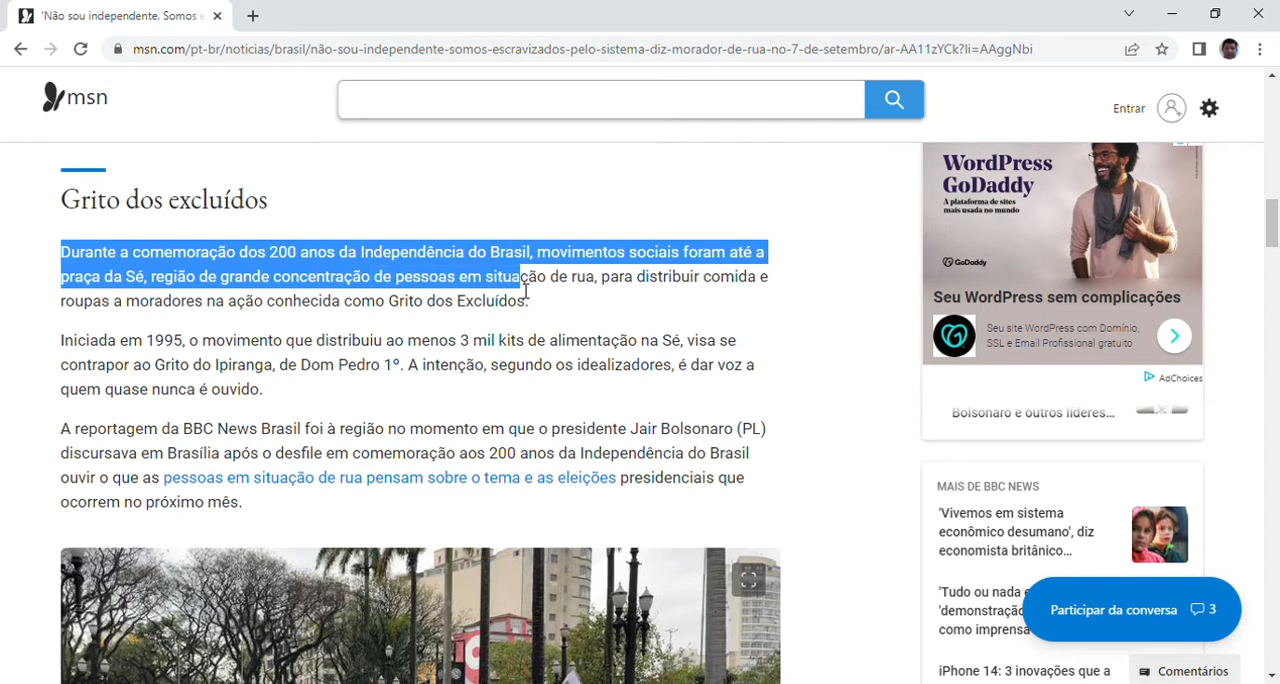 'Não sou independente. Somos e
msn.com/pt-br/noticias/brasil/não-sou-independente-somos-escravizados-pelo-sistema-diz-morador-de-rua-no-7-de-setembro/ar-AA11zYCk?li=AAggNbi
msn
Entrar
Grito dos excluídos
Durante a comemoração dos 200 anos da Independência do Brasil, movimentos sociais foram até a
praça da Sé, região de grande concentração de pessoas em situação de rua, para distribuir comida e
roupas a moradores na ação conhecida como Grito dos Excluídos.
Iniciada em 1995, o movimento que distribuiu ao menos 3 mil kits de alimentação na Sé, visa se
contrapor ao Grito do Ipiranga, de Dom Pedro 1º. A intenção, segundo os idealizadores, é dar voz a
quem quase nunca é ouvido.
A reportagem da BBC News Brasil foi à região no momento em que o presidente Jair Bolsonaro (PL)
discursava em Brasília após o desfile em comemoração aos 200 anos da Independência do Brasil
ouvir o que as pessoas em situação de rua pensam sobre o tema e as eleições presidenciais que
ocorrem no próximo mês.
WordPress
GoDaddy
A plataforma de sites
mais usada no mundo
GoDaddy
Seu WordPress sem complicações
Seu site WordPress com Domínio,
SSL e Email Profissional gratuito
AdChoices
Bolsonaro e outros líderes...
MAIS DE BBC NEWS
'Vivemos em sistema
econômico desumano', diz
economista britânico...
'Tudo ou nada
'demonstração
como imprensa
Participar da conversa 3
iPhone 14: 3 inovações que a
Comentários